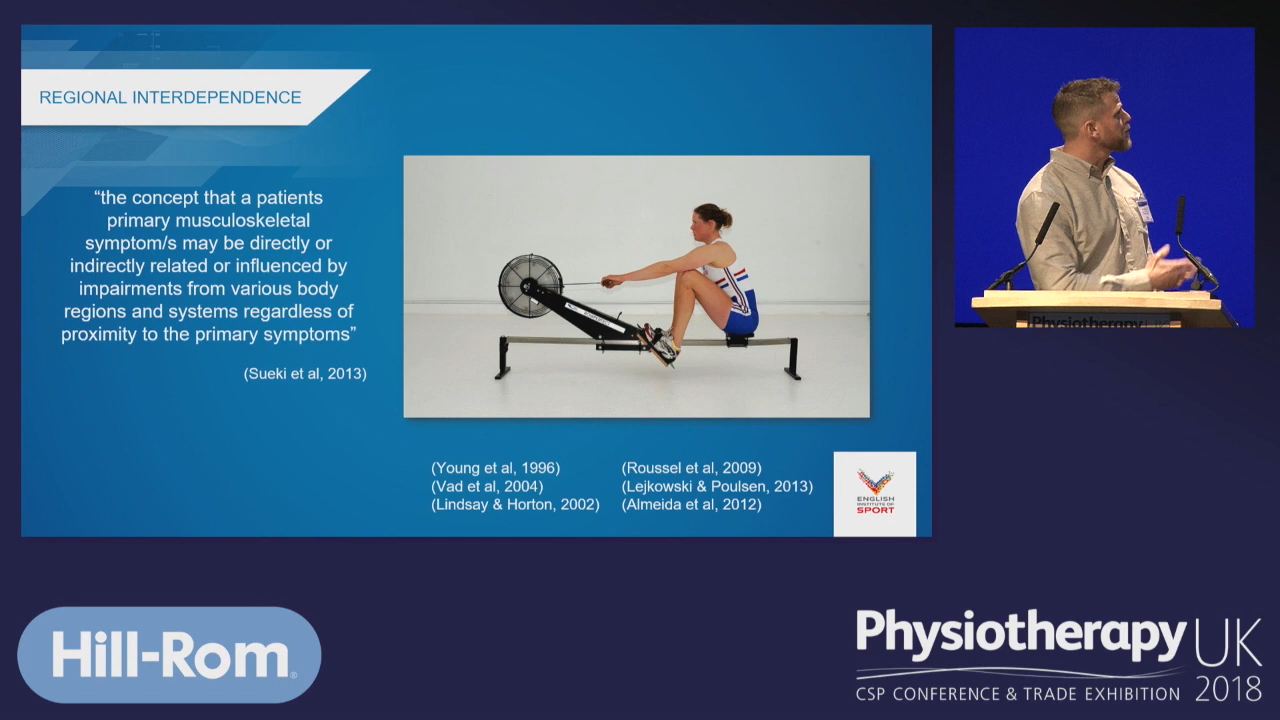 REGIONAL INTERDEPENDENCE
“the concept that a patients
primary musculoskeletal
symptom/s may be directly or
indirectly related or influenced by
impairments from various body
regions and systems regardless of
proximity to the primary symptoms”
(Sueki et al, 2013)
(Young et al, 1996)
(Vad et al, 2004)
(Lindsay & Horton, 2002)
(Roussel et al, 2009)
(Lejkowski & Poulsen, 2013)
(Almeida et al, 2012)
ENGLISH
INSTITUTE OF
SPORT
Physiotherapy
Hill-Rom®
Physiotherapy UK
CSP CONFERENCE & TRADE EXHIBITION 2018